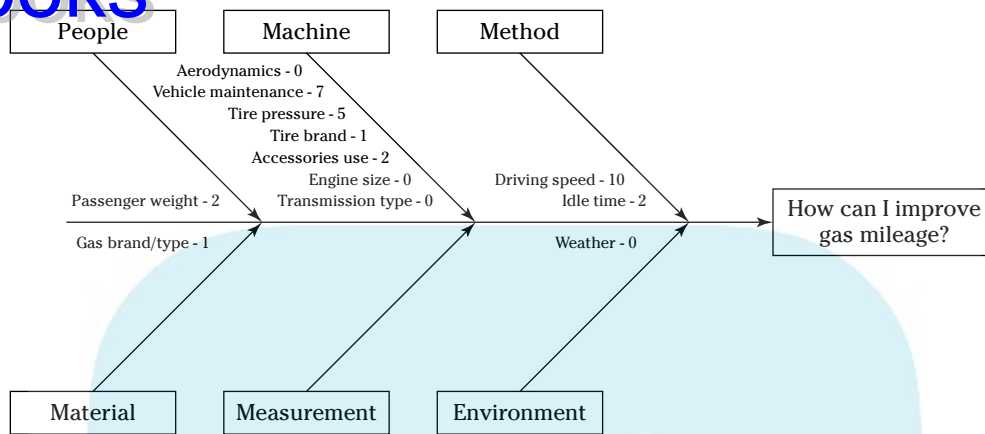 People
Machine
Method
Aerodynamics - 0
Vehicle maintenance - 7
Tire pressure - 5
Tire brand - 1
Accessories use - 2
Engine size - 0
Transmission type - 0
Passenger weight - 2
Driving speed - 10
Idle time - 2
How can I improve
gas mileage?
Gas brand/type - 1
Weather - 0
Material
Measurement
Environment